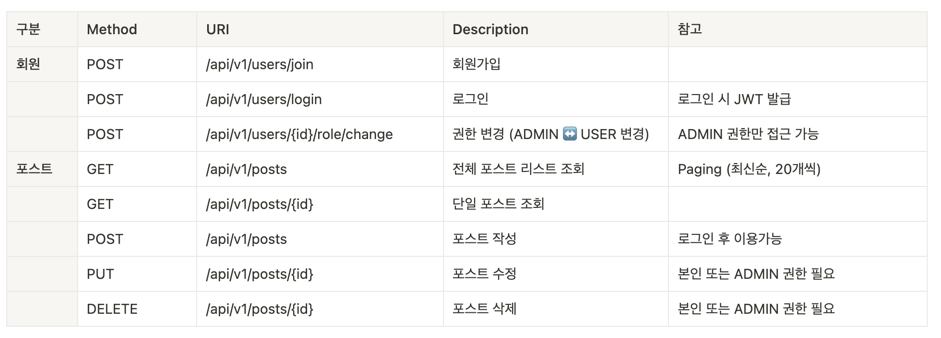 구분 Method URI Description 참고
회원 POST /api/v1/users/join 회원가입
POST /api/v1/users/login 로그인 로그인 시 JWT 발급
POST /api/v1/users/{id}/role/change 권한 변경 (ADMIN ↔️ USER 변경) ADMIN 권한만 접근 가능
포스트 GET /api/v1/posts 전체 포스트 리스트 조회 Paging (최신순, 20개씩)
GET /api/v1/posts/{id} 단일 포스트 조회
POST /api/v1/posts 포스트 작성 로그인 후 이용가능
PUT /api/v1/posts/{id} 포스트 수정 본인 또는 ADMIN 권한 필요
DELETE /api/v1/posts/{id} 포스트 삭제 본인 또는 ADMIN 권한 필요